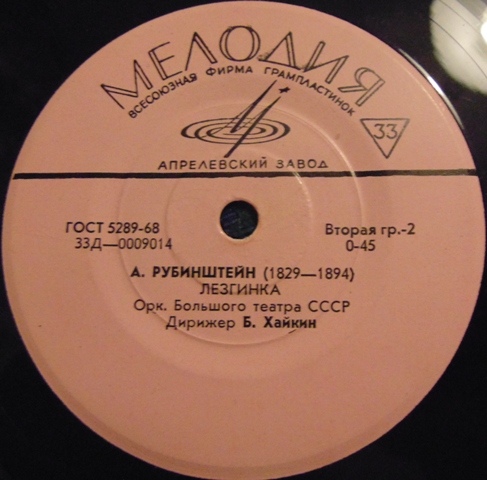 МЕЛОДИЯ
ВСЕСОЮЗНАЯ ФИРМА ГРАМПЛАСТИНОК
33
АПРЕЛЕВСКИЙ ЗАВОД
ГОСТ 5289-68
Вторая гр.-2
33Д—0009014
0-45
А. РУБИНШТЕЙН (1829—1894)
ЛЕЗГИНКА
Орк. Большого театра СССР
Дирижер Б. Хайкин